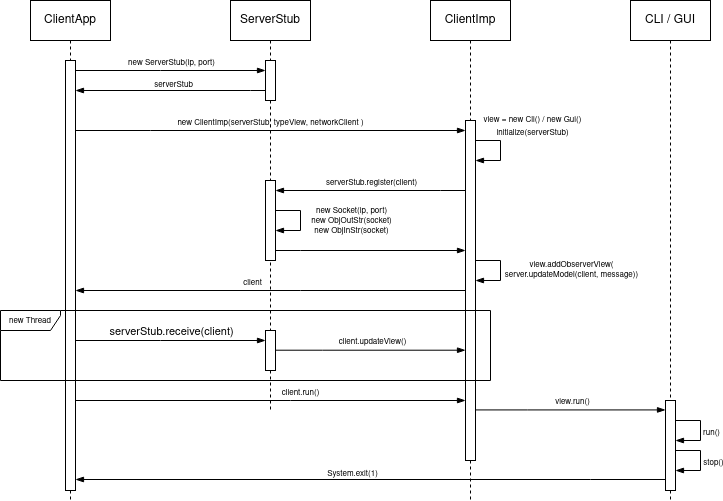 ClientApp
ServerStub
ClientImp
CLI / GUI
new ServerStub(ip, port)
serverStub
new ClientImp(serverStub, typeView, networkClient )
view = new Cli() / new Gui()
initialize(serverStub)
serverStub.register(client)
new Socket(ip, port)
new ObjOutStr(socket)
new ObjInStr(socket)
view.addObserverView(
server.updateModel(client, message))
client
new Thread
serverStub.receive(client)
client.updateView()
client.run()
view.run()
run()
stop()
System.exit(1)